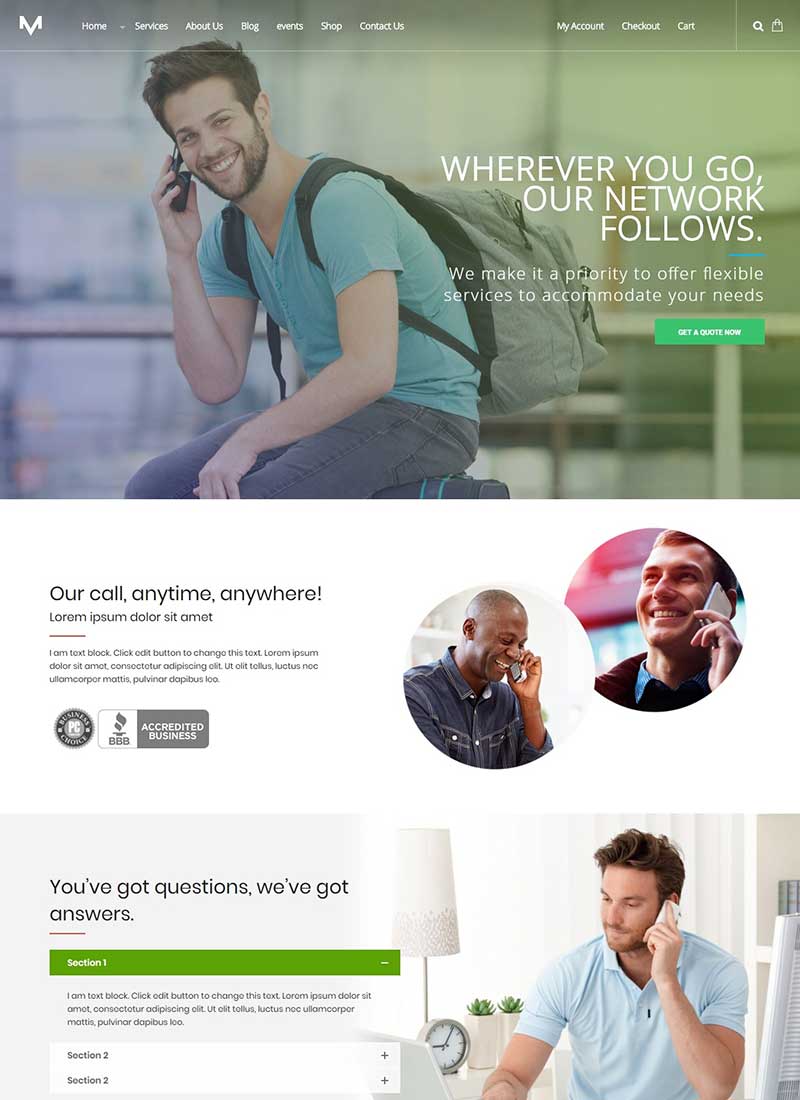 M
Home Services About Us Blog events Shop Contact Us My Account Checkout Cart
WHEREVER YOU GO,
OUR NETWORK
FOLLOWS.
We make it a priority to offer flexible
services to accommodate your needs
GET A QUOTE NOW
Our call, anytime, anywhere!
Lorem ipsum dolor sit amet
I am text block. Click edit button to change this text. Lorem ipsum
dolor sit amet, consectetur adipiscing elit. Ut elit tellus, luctus nec
ullamcorper mattis, pulvinar dapibus leo.
BUSINESS
PC
CHOICE
BBB
ACCREDITED
BUSINESS
You've got questions, we've got
answers.
Section 1 −
I am text block. Click edit button to change this text. Lorem ipsum dolor sit
amet, consectetur adipiscing elit. Ut elit tellus, luctus nec ullamcorper
mattis, pulvinar dapibus leo.
Section 2 +
Section 2 +